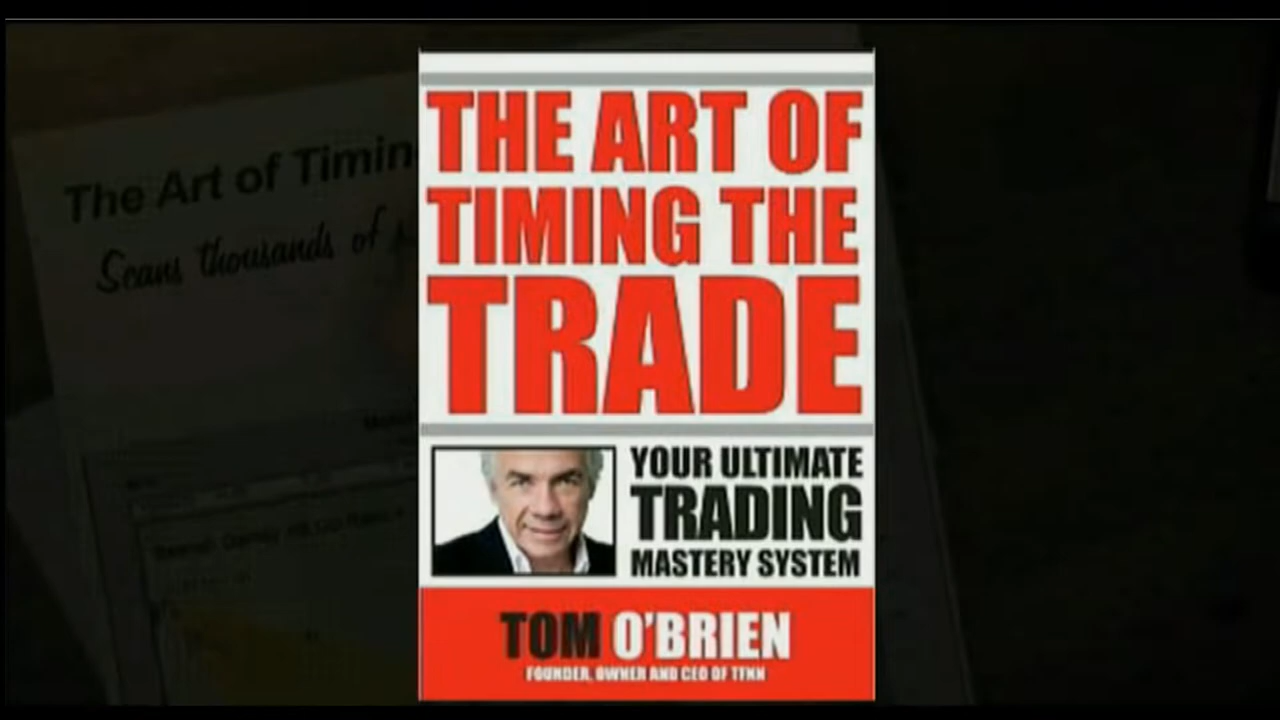 THE ART OF
TIMING THE
TRADE
YOUR ULTIMATE
TRADING
MASTERY SYSTEM
TOM O'BRIEN
FOUNDER, OWNER AND CEO OF TFNN
The Art of Timin
Scans thousands of